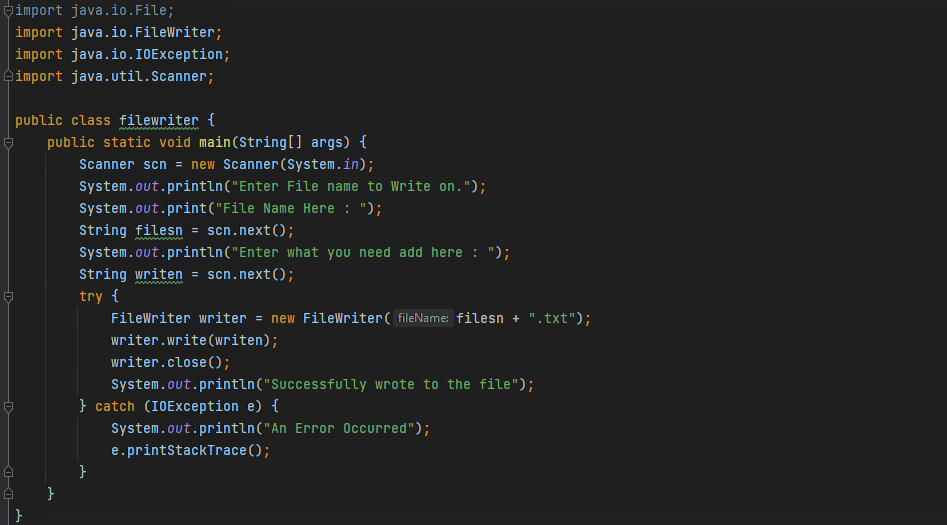 import java.io.File;
import java.io.FileWriter;
import java.io.IOException;
import java.util.Scanner;

public class filewriter {
    public static void main(String[] args) {
        Scanner scn = new Scanner(System.in);
        System.out.println("Enter File name to Write on.");
        System.out.print("File Name Here : ");
        String filesn = scn.next();
        System.out.println("Enter what you need add here : ");
        String writen = scn.next();
        try {
            FileWriter writer = new FileWriter( fileName: filesn + ".txt");
            writer.write(writen);
            writer.close();
            System.out.println("Successfully wrote to the file");
        } catch (IOException e) {
            System.out.println("An Error Occurred");
            e.printStackTrace();
        }
    }
}